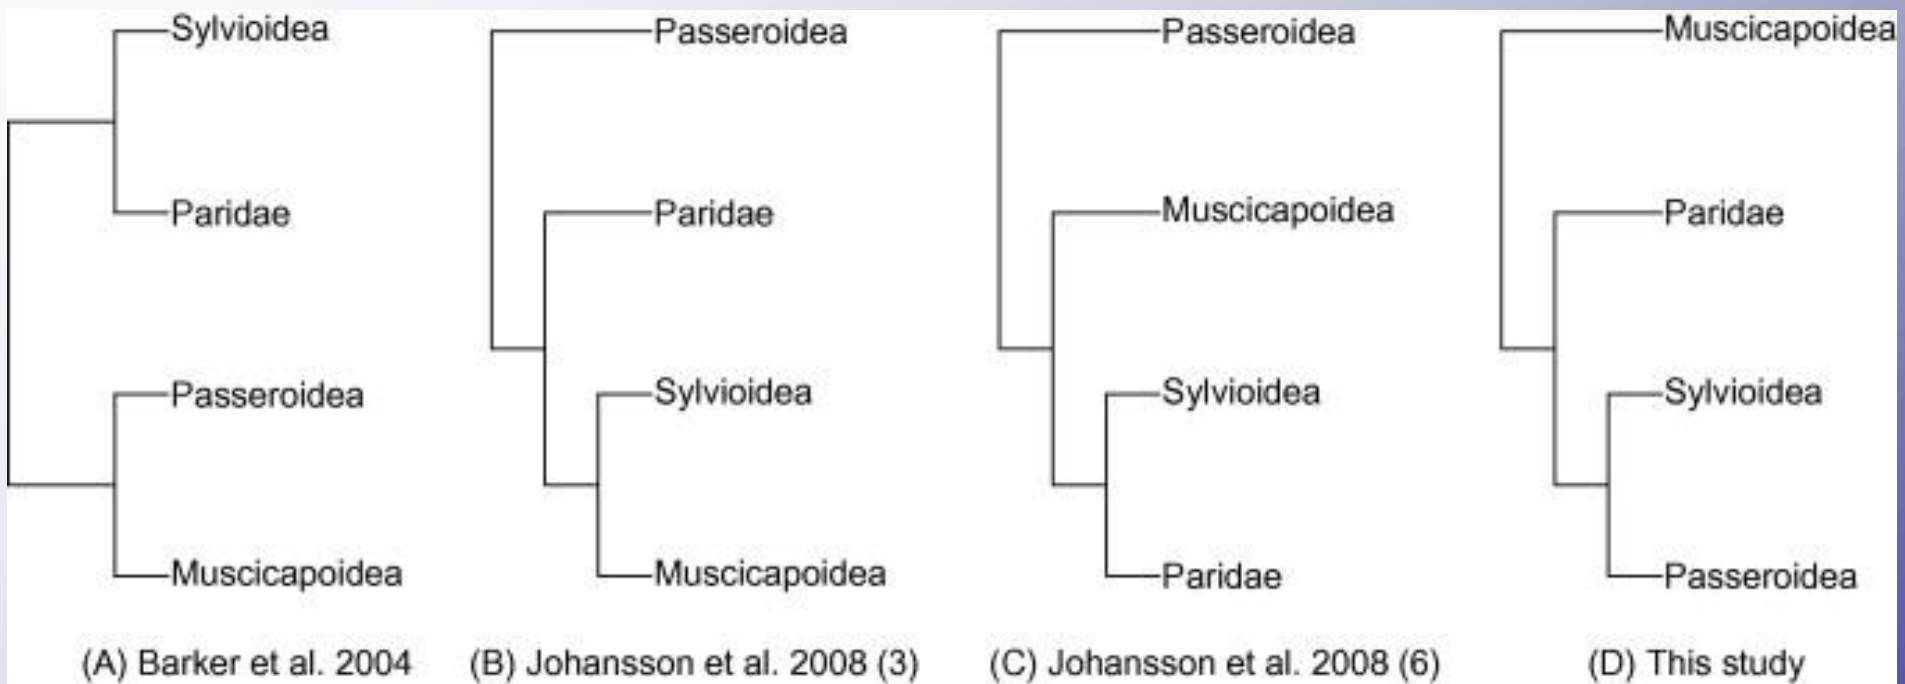 Sylvioidea
Paridae
Passeroidea
Muscicapoidea
(A) Barker et al. 2004
Passeroidea
Paridae
Sylvioidea
Muscicapoidea
(B) Johansson et al. 2008 (3)
Passeroidea
Muscicapoidea
Sylvioidea
Paridae
(C) Johansson et al. 2008 (6)
Muscicapoidea
Paridae
Sylvioidea
Passeroidea
(D) This study